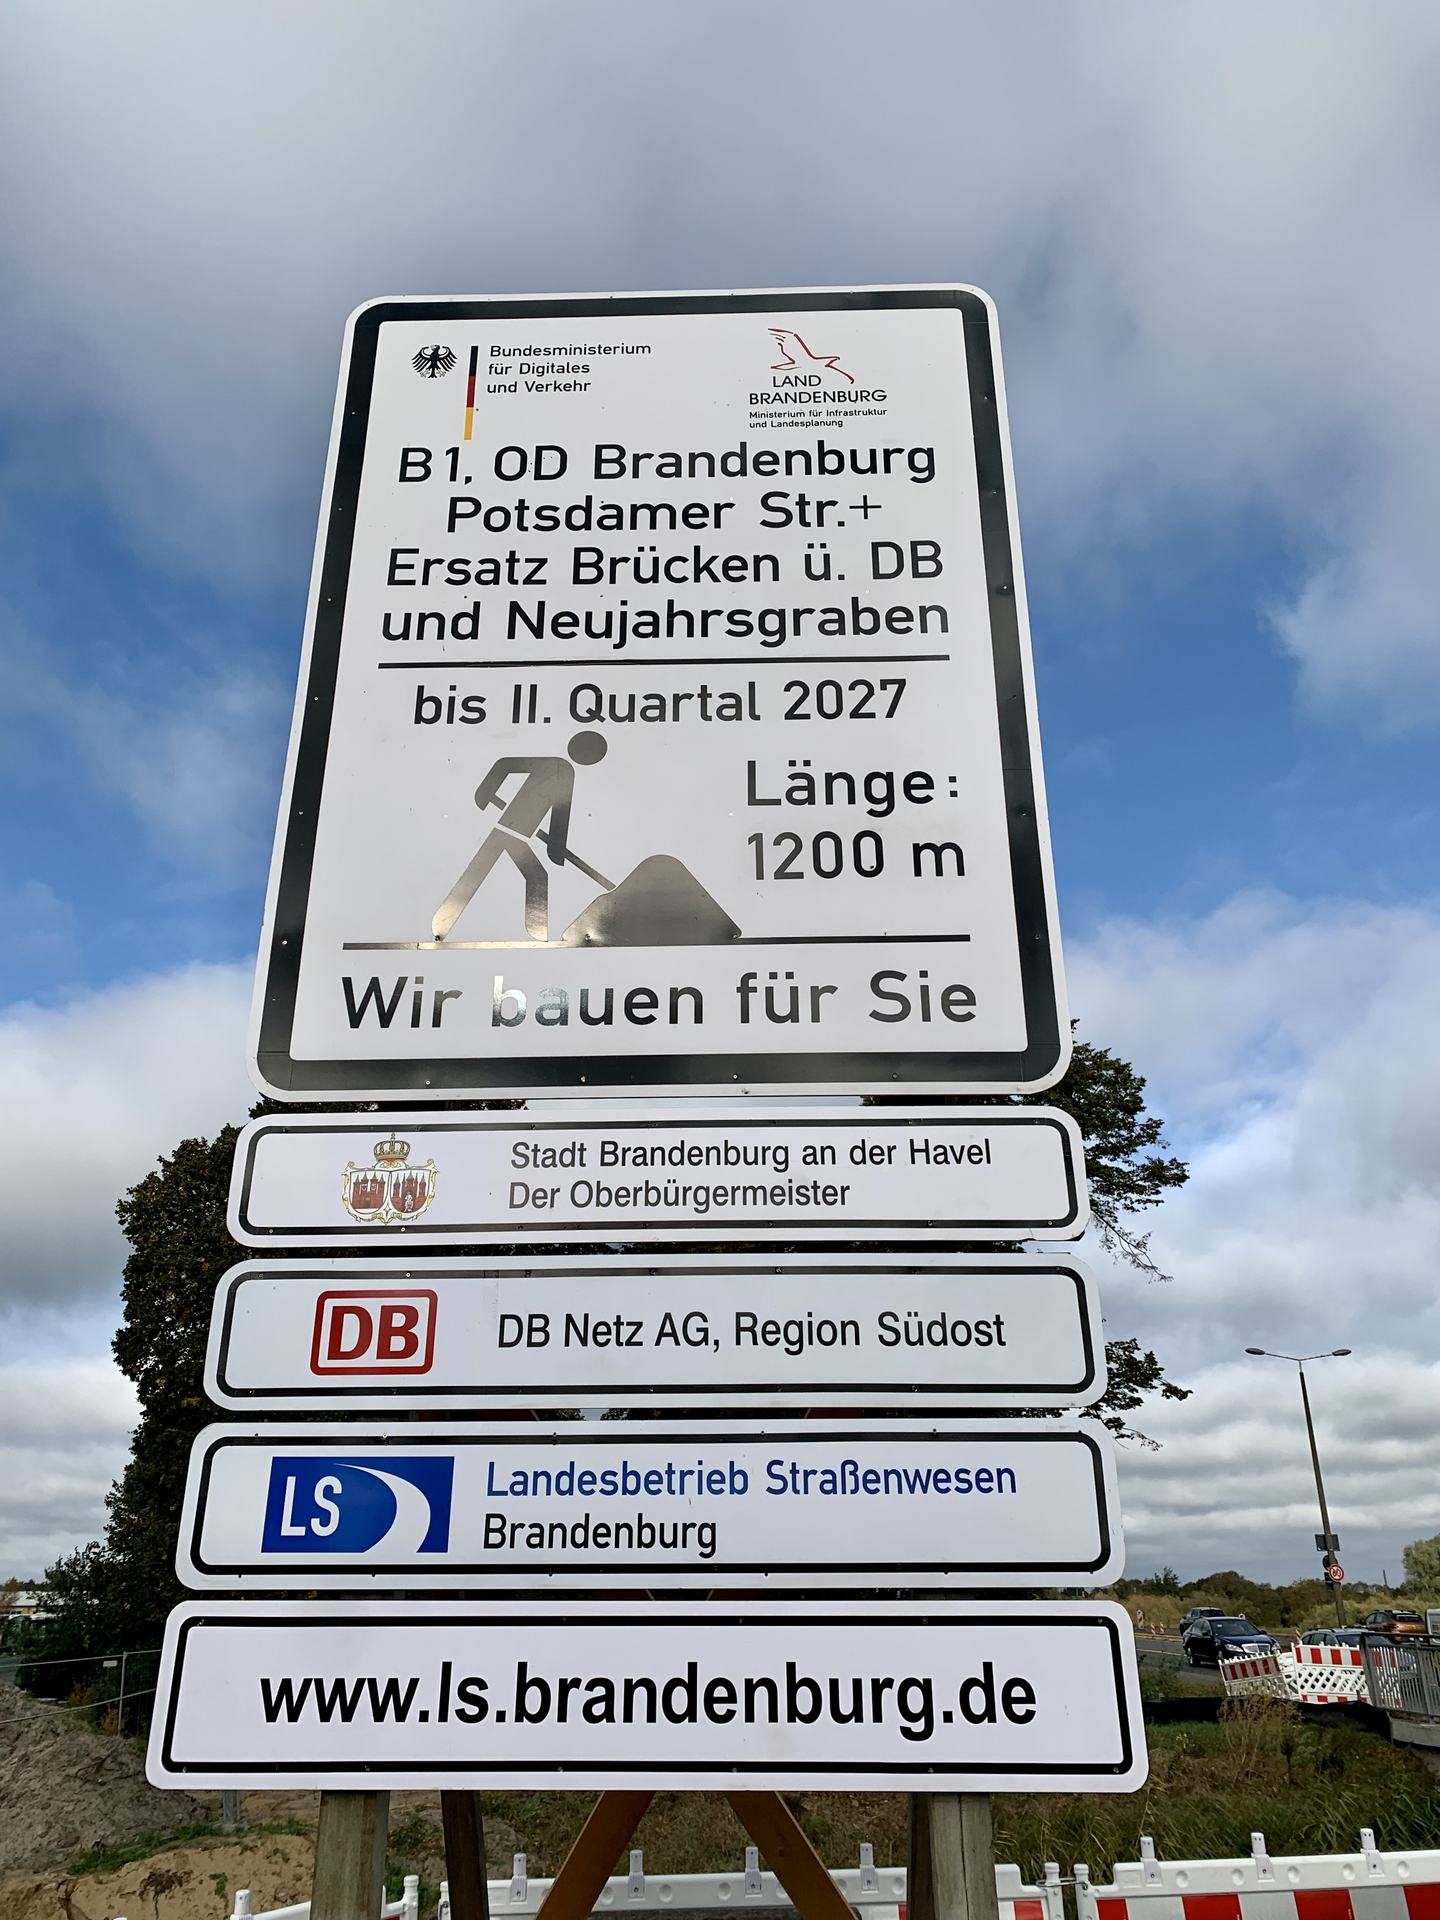 Bundesministerium
für Digitales
und Verkehr
LAND
BRANDENBURG
Ministerium für Infrastruktur
und Landesplanung
B1, OD Brandenburg
Potsdamer Str.+
Ersatz Brücken ü. DB
und Neujahrsgraben
bis II. Quartal 2027
Länge:
1200 m
Wir bauen für Sie
Stadt Brandenburg an der Havel
Der Oberbürgermeister
DB
DB Netz AG, Region Südost
LS
Landesbetrieb Straßenwesen
Brandenburg
www.ls.brandenburg.de